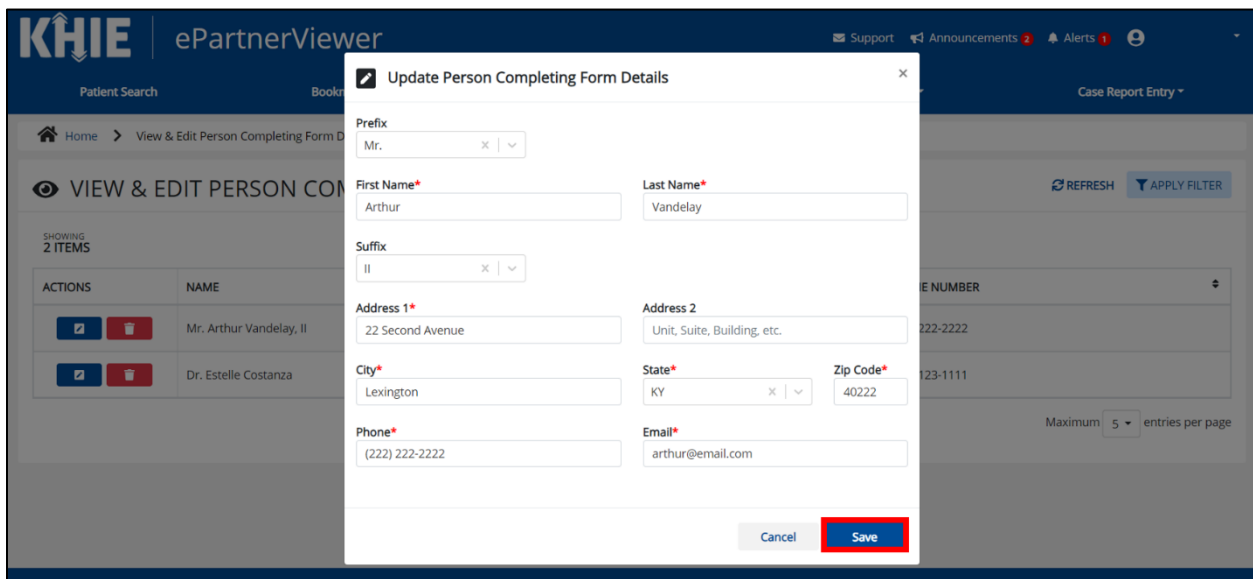 KHIE ePartnerViewer
Support Announcements 2 Alerts 1
Patient Search
Case Report Entry
Home > View & Edit Person Completing Form D
VIEW & EDIT PERSON COM
REFRESH APPLY FILTER
SHOWING
2 ITEMS
ACTIONS NAME E NUMBER
Mr. Arthur Vandelay, II 222-2222
Dr. Estelle Costanza 123-1111
Maximum 5 entries per page
Update Person Completing Form Details ×
Prefix
Mr.
First Name* Last Name*
Arthur Vandelay
Suffix
II
Address 1* Address 2
22 Second Avenue Unit, Suite, Building, etc.
City* State* Zip Code*
Lexington KY 40222
Phone* Email*
(222) 222-2222 arthur@email.com
Cancel Save